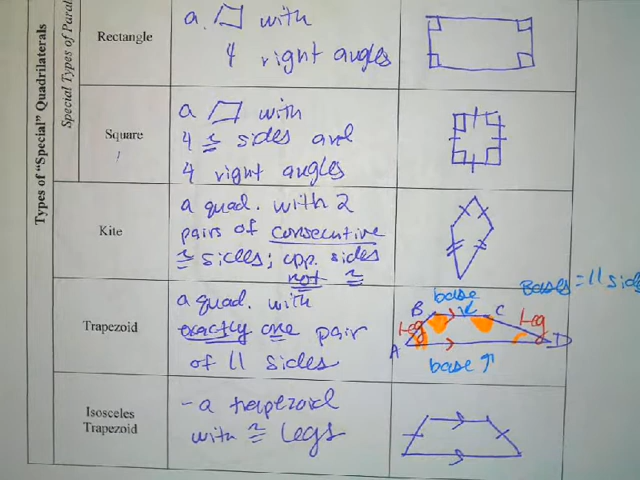 Types of "Special" Quadrilaterals
Special Types of Paral
Rectangle
a ▱ with
4 right angles
Square
a ▱ with
4 ≅ sides and
4 right angles
Kite
a quad. with 2
pairs of consecutive
≅ sides; opp. sides
not ≅
Trapezoid
a quad. with
exactly one pair
of || sides
Bases = || sides
base
B C
Leg Leg
A D
base
Isosceles
Trapezoid
- a trapezoid
with ≅ legs